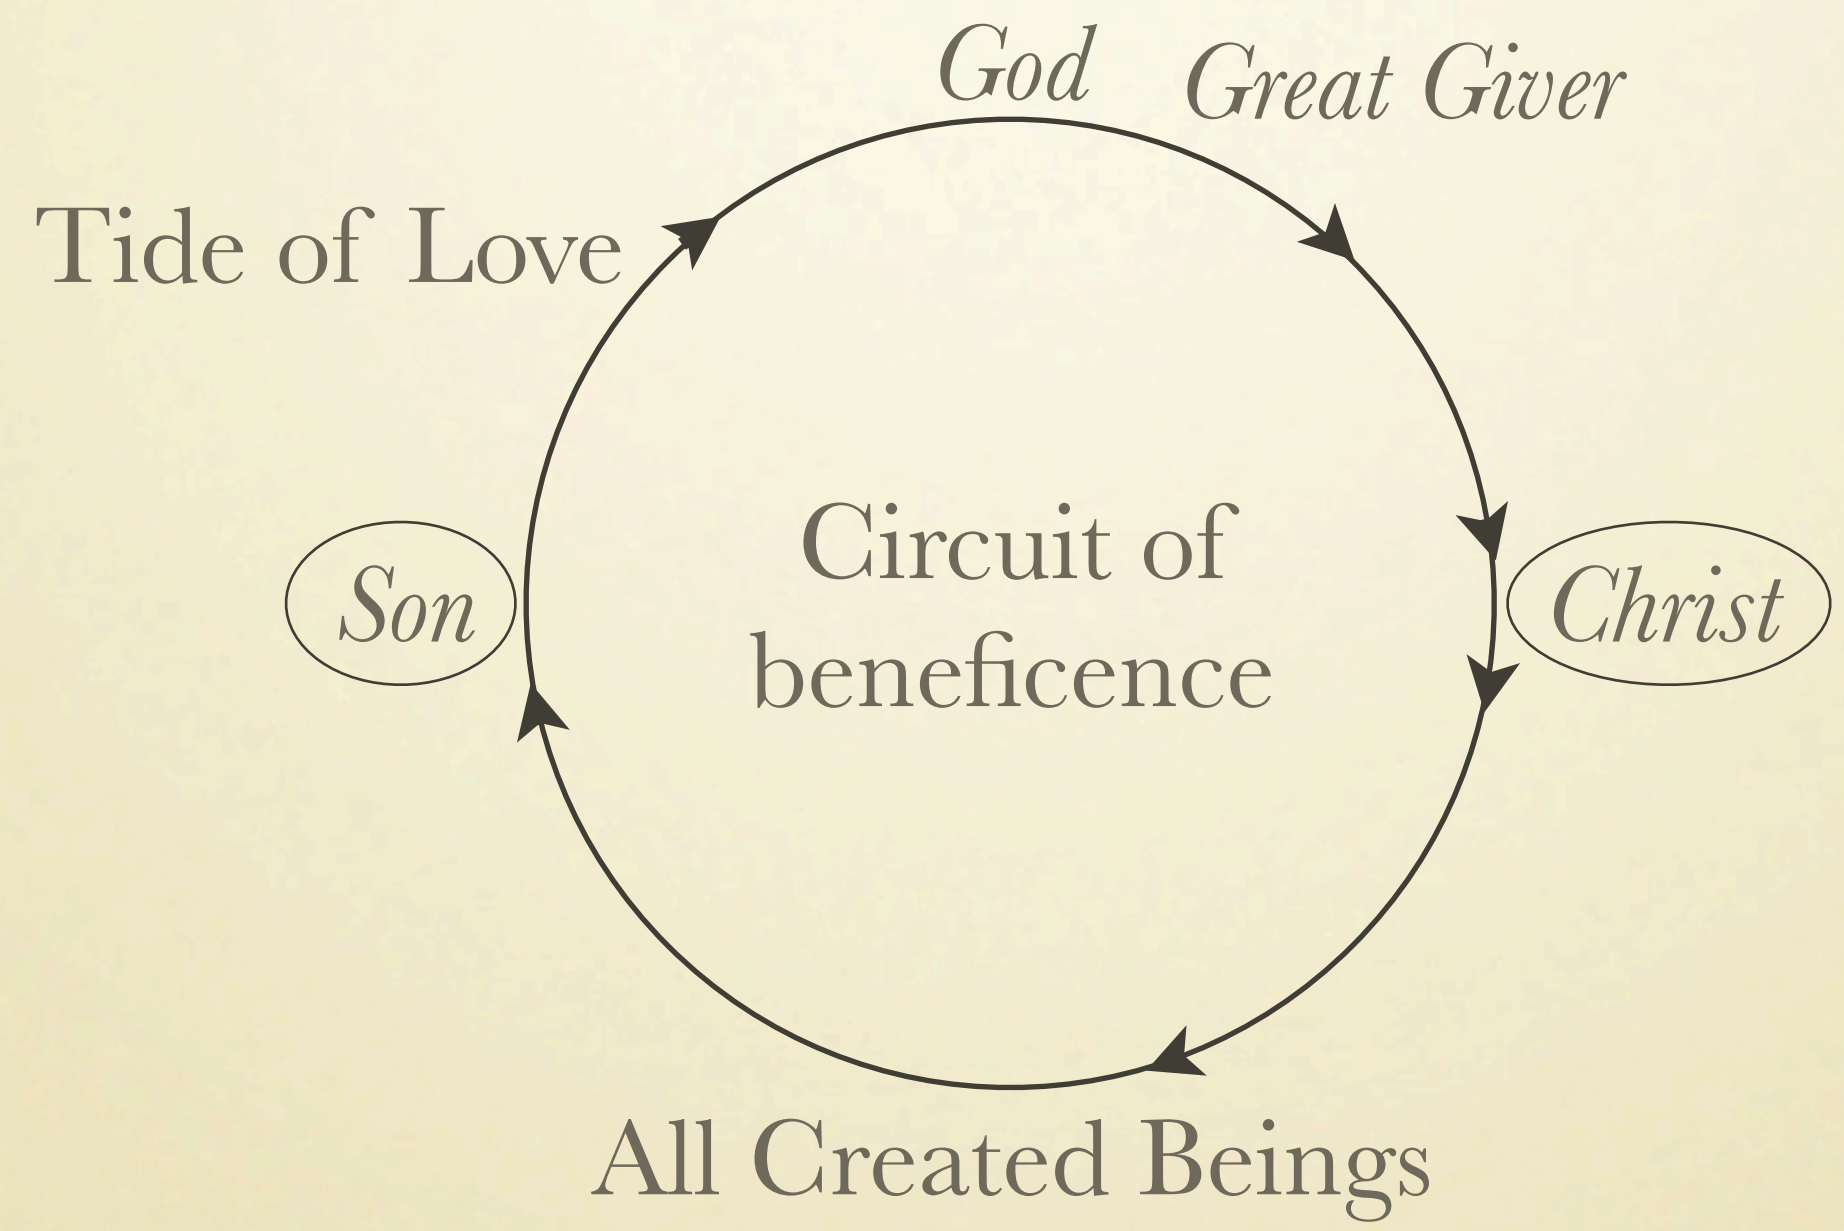 God
Great Giver
Tide of Love
Circuit of
beneficence
Son
Christ
All Created Beings